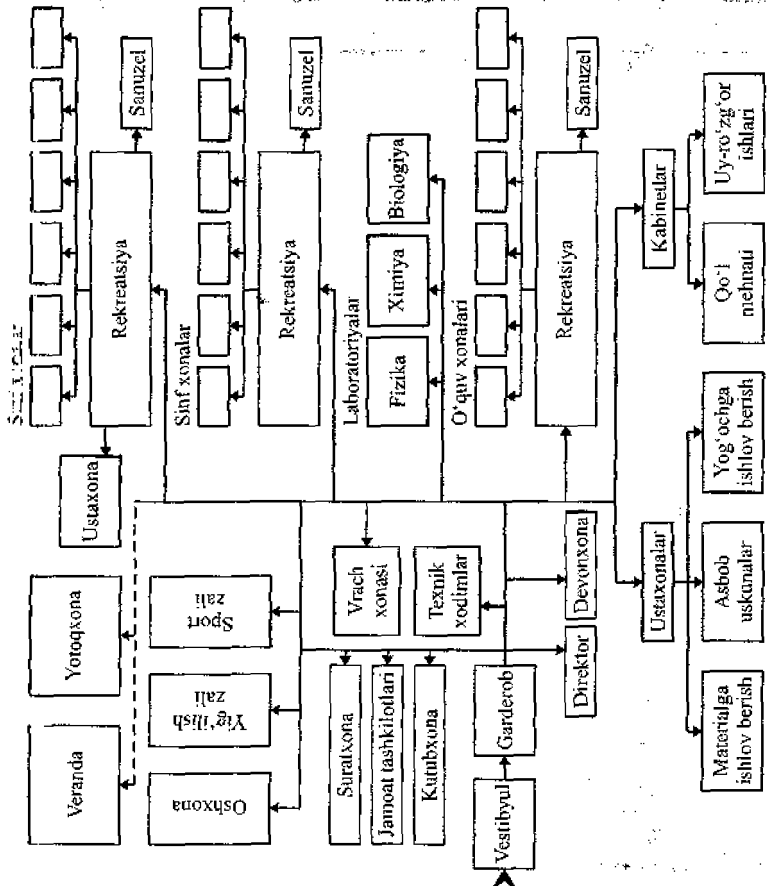 Sinf xonalar
Rekreatsiya
Sanuzel
Ustaxona
Yotoqxona
Veranda
Sinf xonalar
Rekreatsiya
Sanuzel
Sport
zali
Yig‘ilish
zali
Oshxona
Laboratoriyalar
Fizika
Ximiya
Biologiya
Vrach
xonasi
Suratxona
Jamoat tashkilotlari
Kutubxona
Texnik
xodimlar
O‘quv xonalari
Rekreatsiya
Sanuzel
Vestibyul
Garderob
Direktor
Devonxona
Ustaxonalar
Kabinetlar
Materialga
ishlov berish
Asbob
uskunalar
Yog‘ochga
ishlov berish
Qo‘l
mehnati
Uy-ro‘zg‘or
ishlari